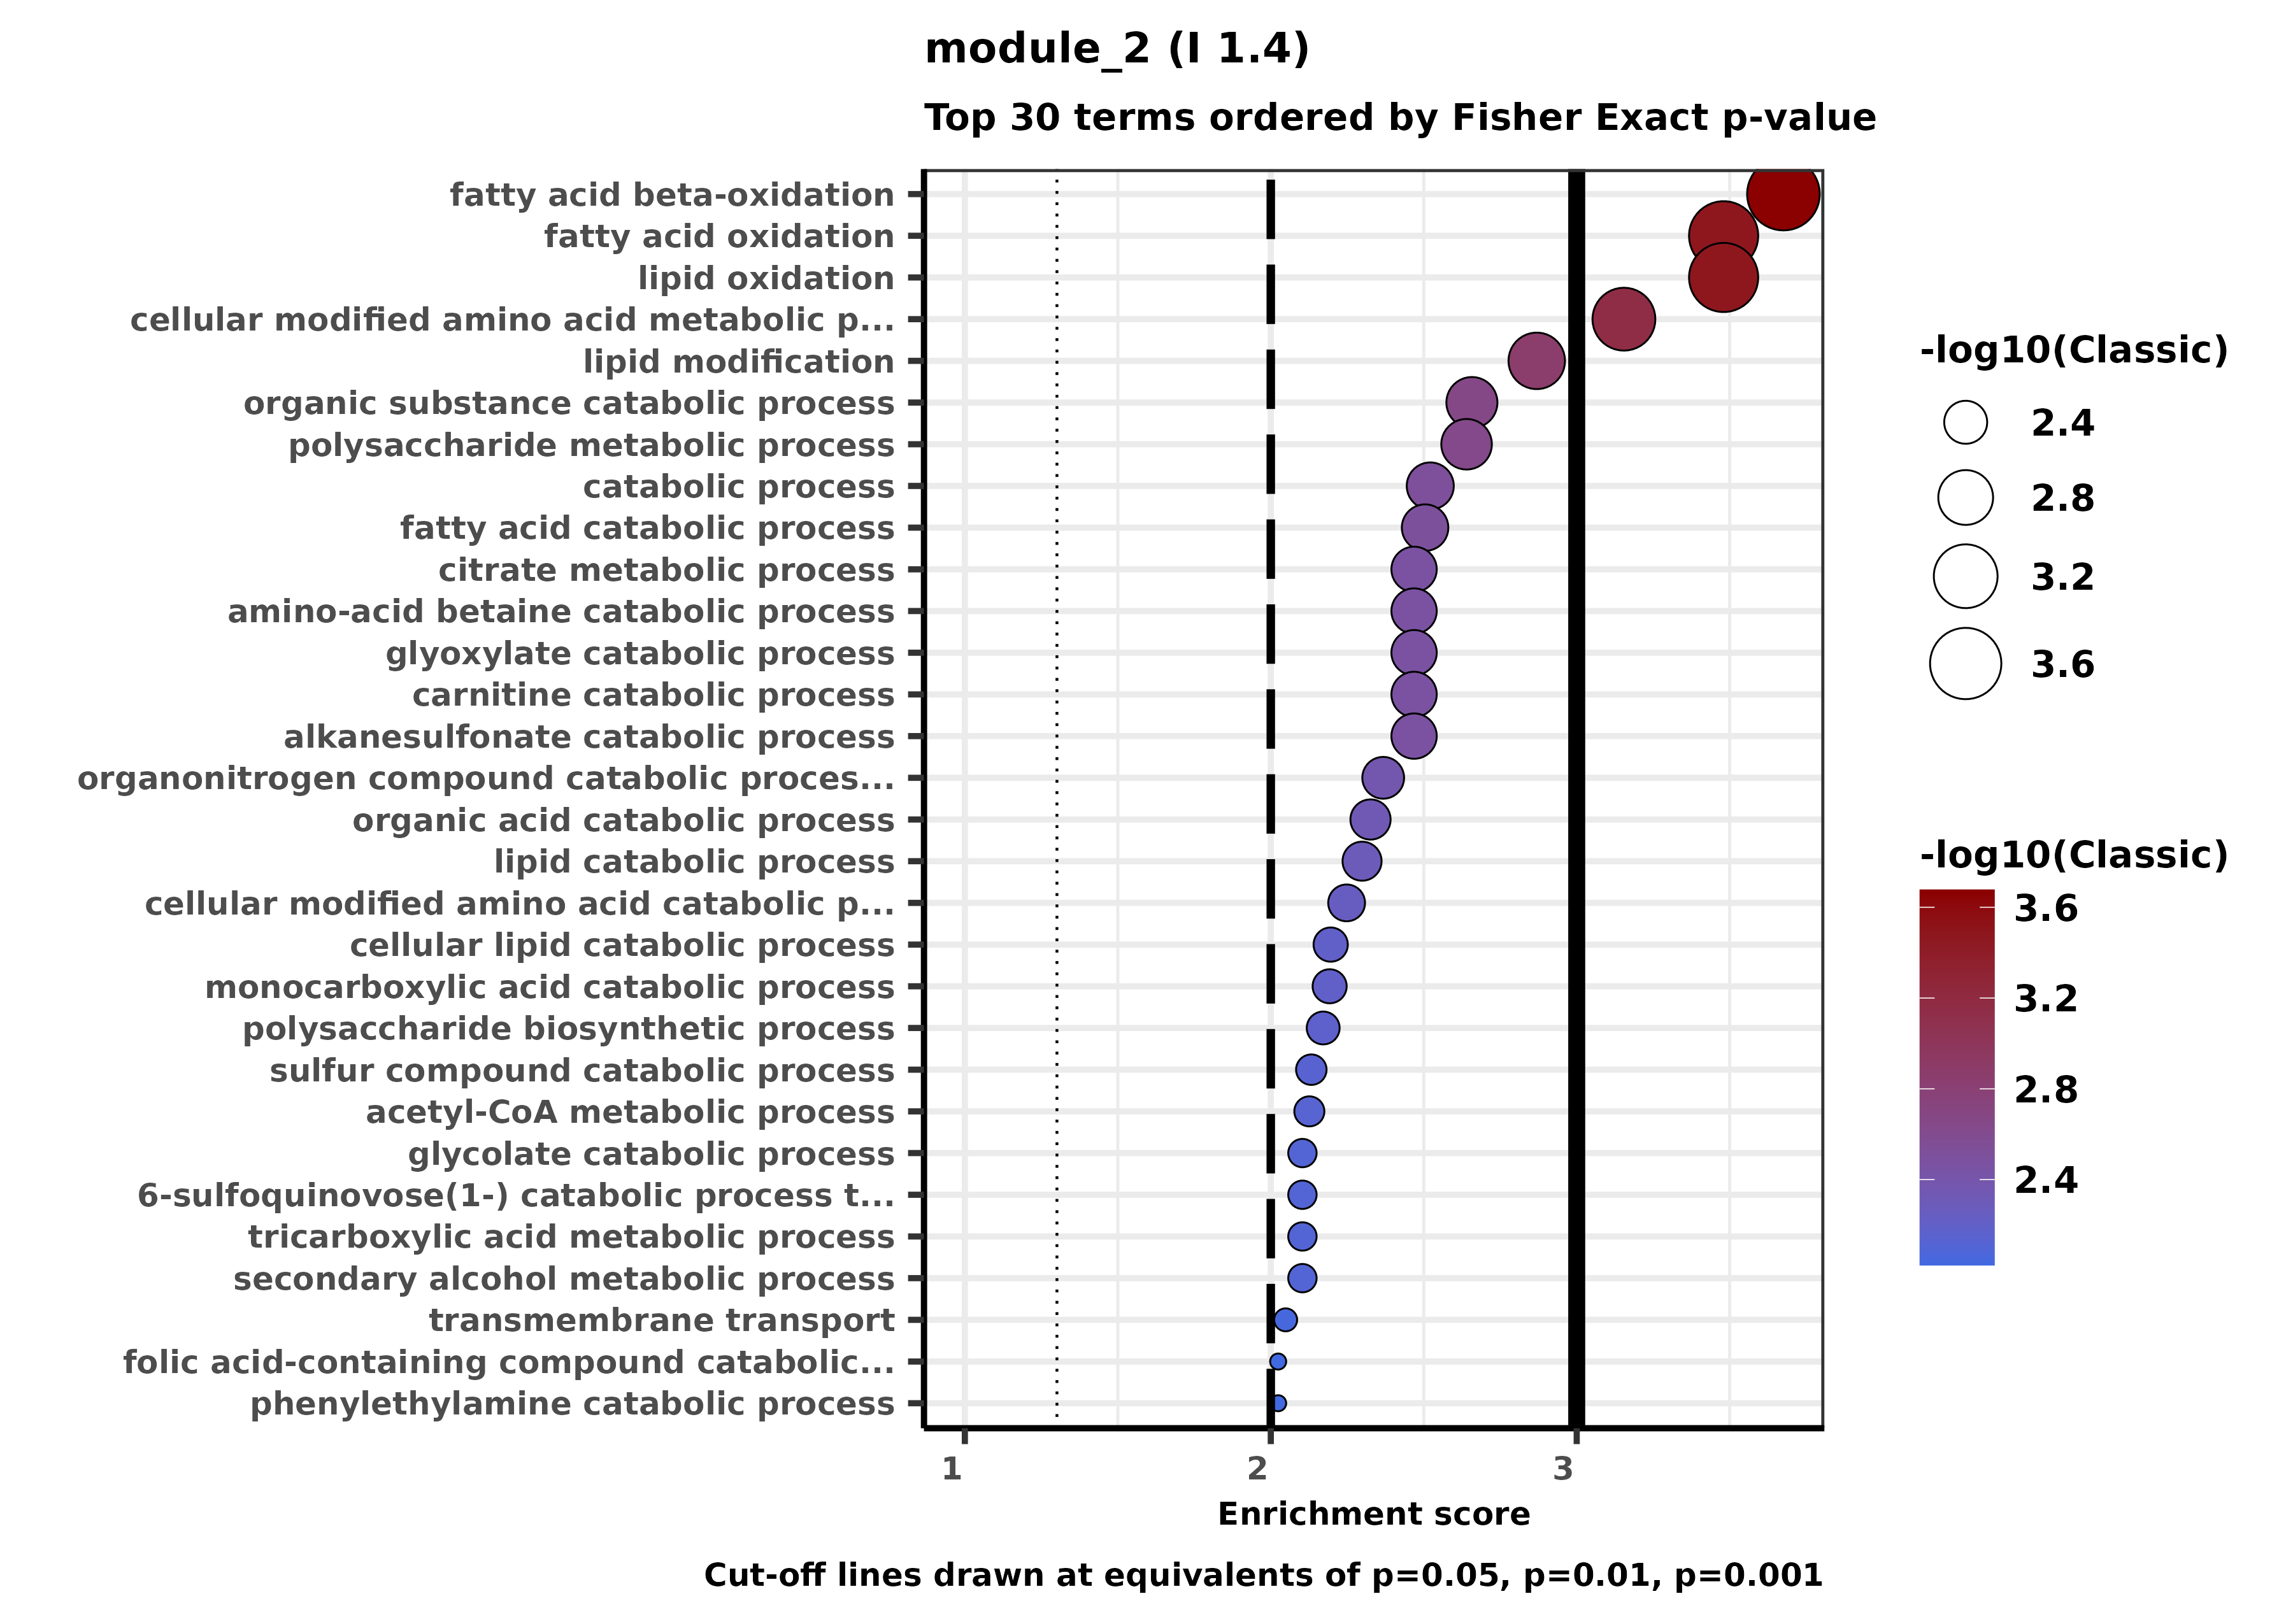 module_2 (I 1.4)
Top 30 terms ordered by Fisher Exact p-value
fatty acid beta-oxidation
fatty acid oxidation
lipid oxidation
cellular modified amino acid metabolic p...
lipid modification
organic substance catabolic process
polysaccharide metabolic process
catabolic process
fatty acid catabolic process
citrate metabolic process
amino-acid betaine catabolic process
glyoxylate catabolic process
carnitine catabolic process
alkanesulfonate catabolic process
organonitrogen compound catabolic proces...
organic acid catabolic process
lipid catabolic process
cellular modified amino acid catabolic p...
cellular lipid catabolic process
monocarboxylic acid catabolic process
polysaccharide biosynthetic process
sulfur compound catabolic process
acetyl-CoA metabolic process
glycolate catabolic process
6-sulfoquinovose(1-) catabolic process t...
tricarboxylic acid metabolic process
secondary alcohol metabolic process
transmembrane transport
folic acid-containing compound catabolic...
phenylethylamine catabolic process
1 2 3
Enrichment score
Cut-off lines drawn at equivalents of p=0.05, p=0.01, p=0.001
-log10(Classic)
2.4
2.8
3.2
3.6
-log10(Classic)
3.6
3.2
2.8
2.4